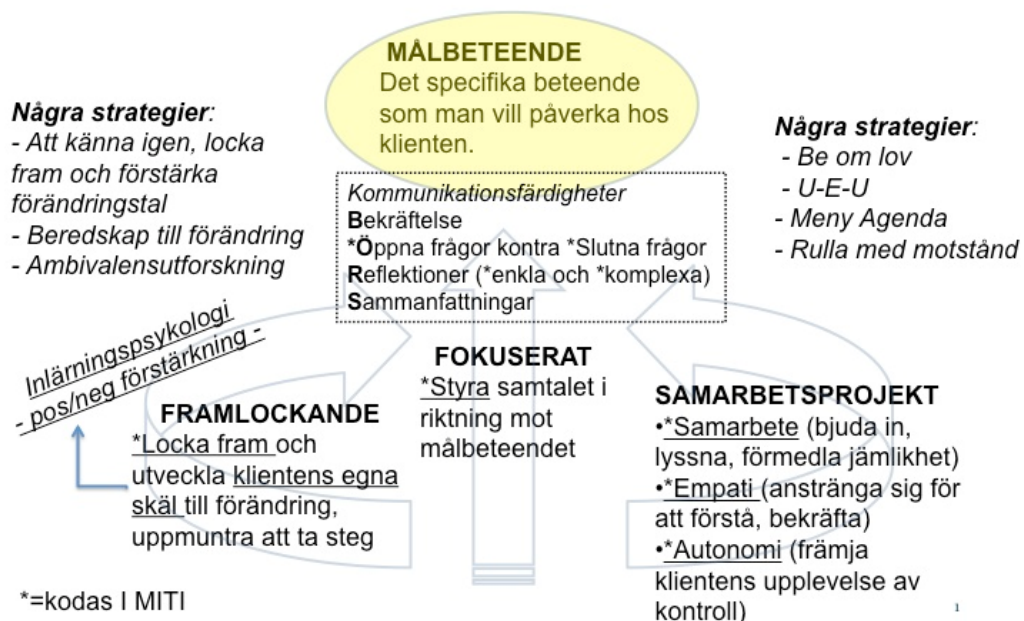 MÅLBETEENDE
Det specifika beteende
som man vill påverka hos
klienten.
Några strategier:
- Att känna igen, locka
fram och förstärka
förändringstal
- Beredskap till förändring
- Ambivalensutforskning
Kommunikationsfärdigheter
Bekräftelse
*Öppna frågor kontra *Slutna frågor
Reflektioner (*enkla och *komplexa)
Sammanfattningar
Några strategier:
- Be om lov
- U-E-U
- Meny Agenda
- Rulla med motstånd
Inlärningspsykologi
- pos/neg förstärkning -
FRAMLOCKANDE
*Locka fram och
utveckla klientens egna
skäl till förändring,
uppmuntra att ta steg
FOKUSERAT
*Styra samtalet i
riktning mot
målbeteendet
SAMARBETSPROJEKT
•*Samarbete (bjuda in,
lyssna, förmedla jämlikhet)
•*Empati (anstränga sig för
att förstå, bekräfta)
•*Autonomi (främja
klientens upplevelse av
kontroll)
*=kodas I MITI
1